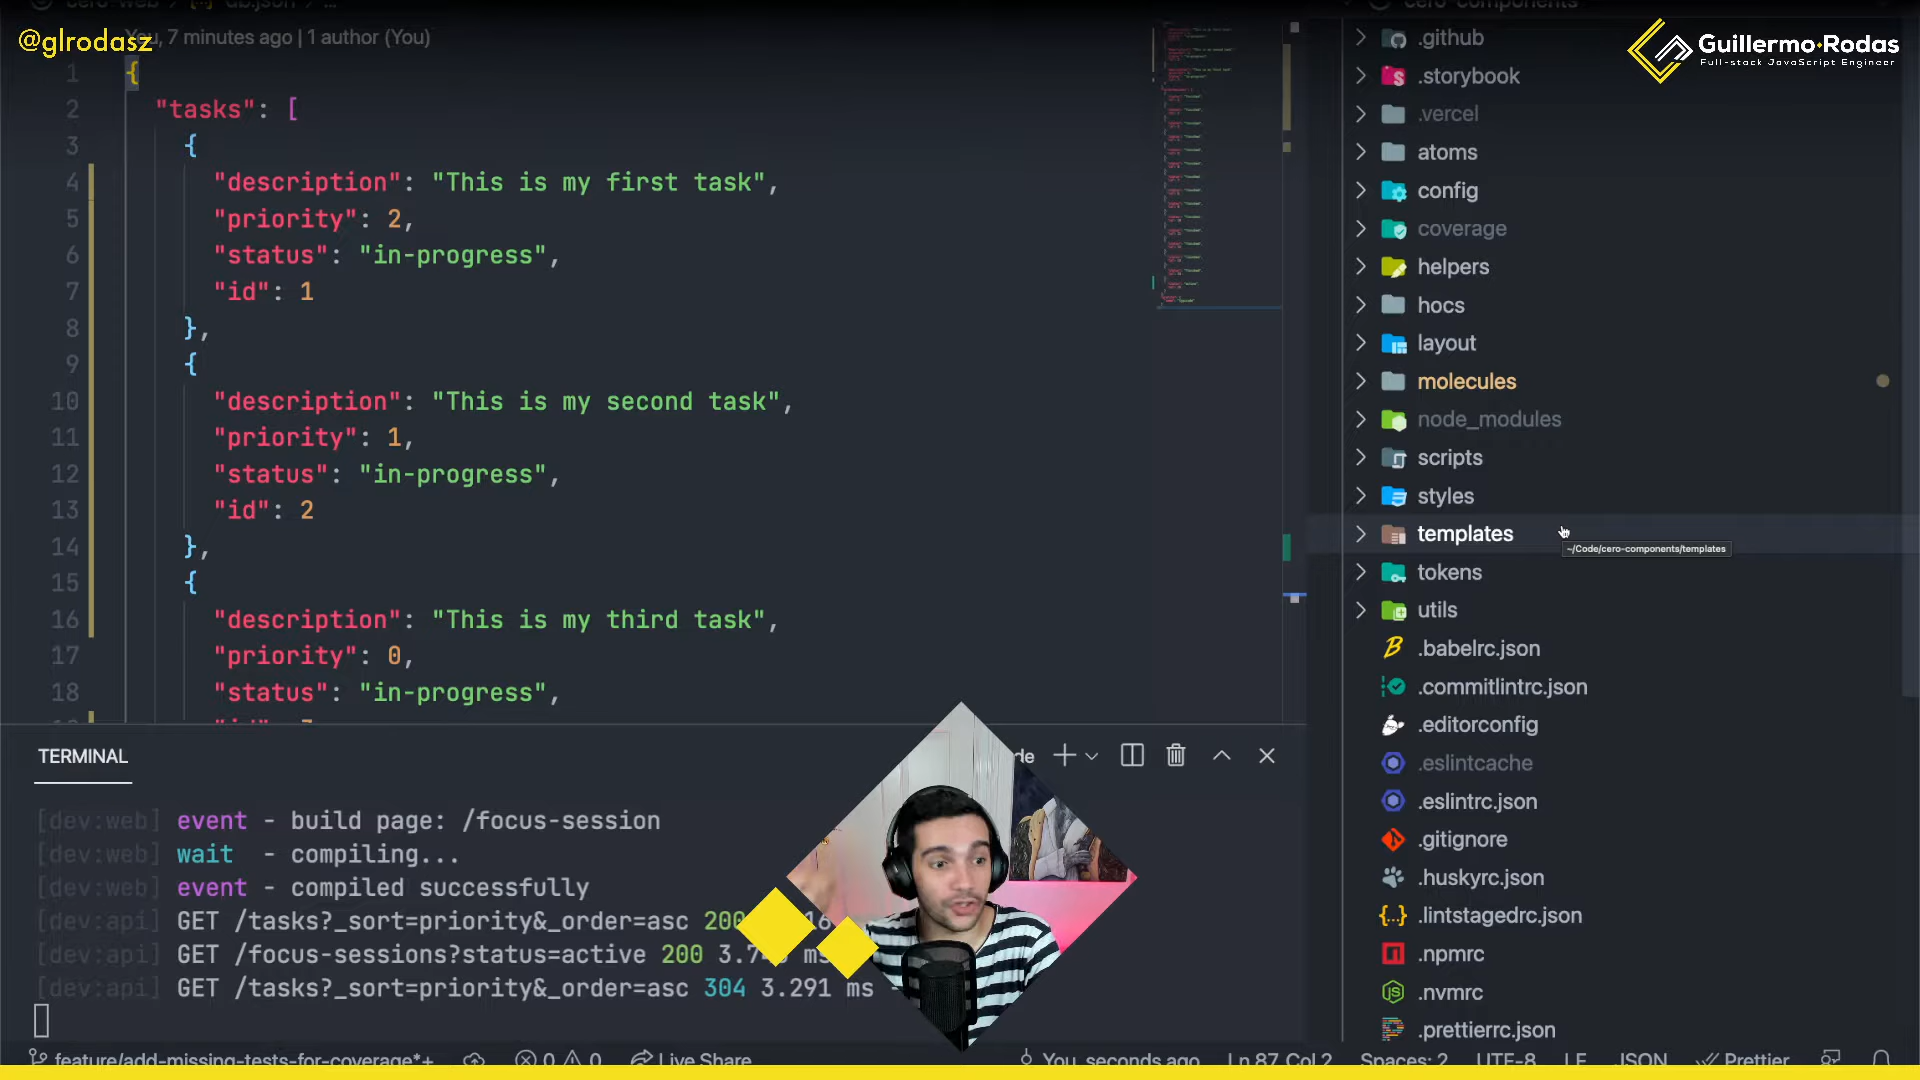 cero-web > {..} db.json > ...
@glrodasz
You, 7 minutes ago | 1 author (You)
1 {
2 "tasks": [
3 {
4 "description": "This is my first task",
5 "priority": 2,
6 "status": "in-progress",
7 "id": 1
8 },
9 {
10 "description": "This is my second task",
11 "priority": 1,
12 "status": "in-progress",
13 "id": 2
14 },
15 {
16 "description": "This is my third task",
17 "priority": 0,
18 "status": "in-progress",
TERMINAL
de
[dev:web] event - build page: /focus-session
[dev:web] wait - compiling...
[dev:web] event - compiled successfully
[dev:api] GET /tasks?_sort=priority&_order=asc 200
[dev:api] GET /focus-sessions?status=active 200 3.7 ms
[dev:api] GET /tasks?_sort=priority&_order=asc 304 3.291 ms -
feature/add-missing-tests-for-coverage*+ 0 0 Live Share
You, seconds ago Ln 87, Col 2 Spaces: 2 UTF-8 LF JSON Prettier
cero-components
.github
.storybook
.vercel
atoms
config
coverage
helpers
hocs
layout
molecules
node_modules
scripts
styles
templates
~/Code/cero-components/templates
tokens
utils
.babelrc.json
.commitlintrc.json
.editorconfig
.eslintcache
.eslintrc.json
.gitignore
.huskyrc.json
.lintstagedrc.json
.npmrc
.nvmrc
.prettierrc.json
Guillermo Rodas
Full-stack JavaScript Engineer